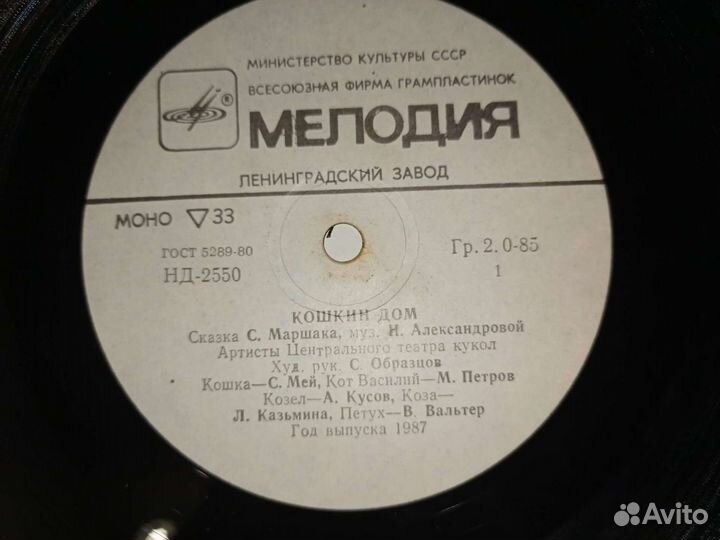 МИНИСТЕРСТВО КУЛЬТУРЫ СССР
ВСЕСОЮЗНАЯ ФИРМА ГРАМПЛАСТИНОК
® МЕЛОДИЯ
ЛЕНИНГРАДСКИЙ ЗАВОД
МОНО ▽ 33
ГОСТ 5289-80
НД-2550
Гр. 2. 0-85
1
КОШКИН ДОМ
Сказка С. Маршака, муз. Н. Александровой
Артисты Центрального театра кукол
Худ. рук. С. Образцов
Кошка—С. Мей, Кот Василий—М. Петров
Козел—А. Кусов, Коза—
Л. Казьмина, Петух—В. Вальтер
Год выпуска 1987
Avito